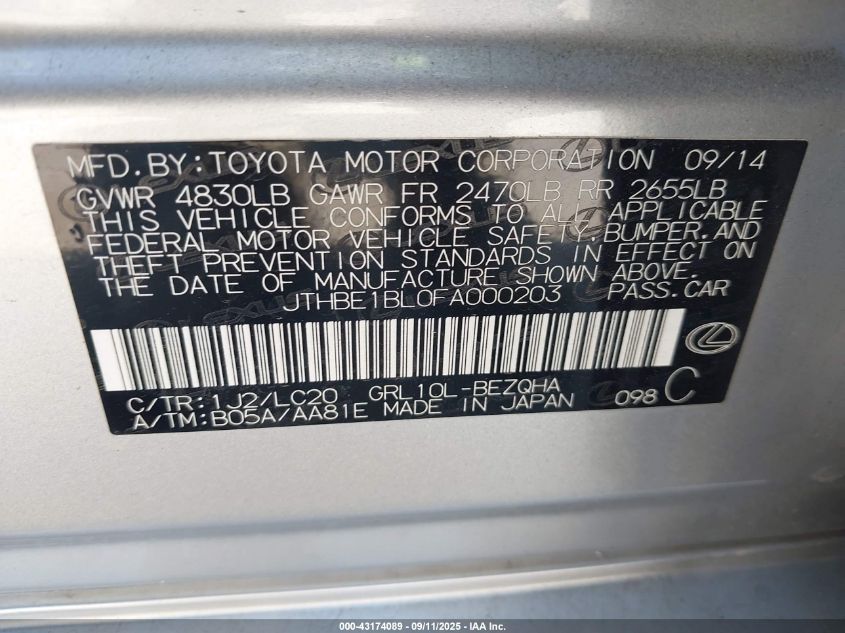 MFD.BY:TOYOTA MOTOR CORPORATION 09/14
GVWR 4830LB GAWR FR 2470LB RR 2655LB
THIS VEHICLE CONFORMS TO ALL APPLICABLE
FEDERAL MOTOR VEHICLE SAFETY,BUMPER,AND
THEFT PREVENTION STANDARDS IN EFFECT ON
THE DATE OF MANUFACTURE SHOWN ABOVE.
JTHBE1BL0FA000203 PASS.CAR
C/TR:1J2/LC20 GRL10L-BEZQHA
A/TM:B05A/AA81E MADE IN JAPAN 098 C
000-43174089 - 09/11/2025 - IAA Inc.